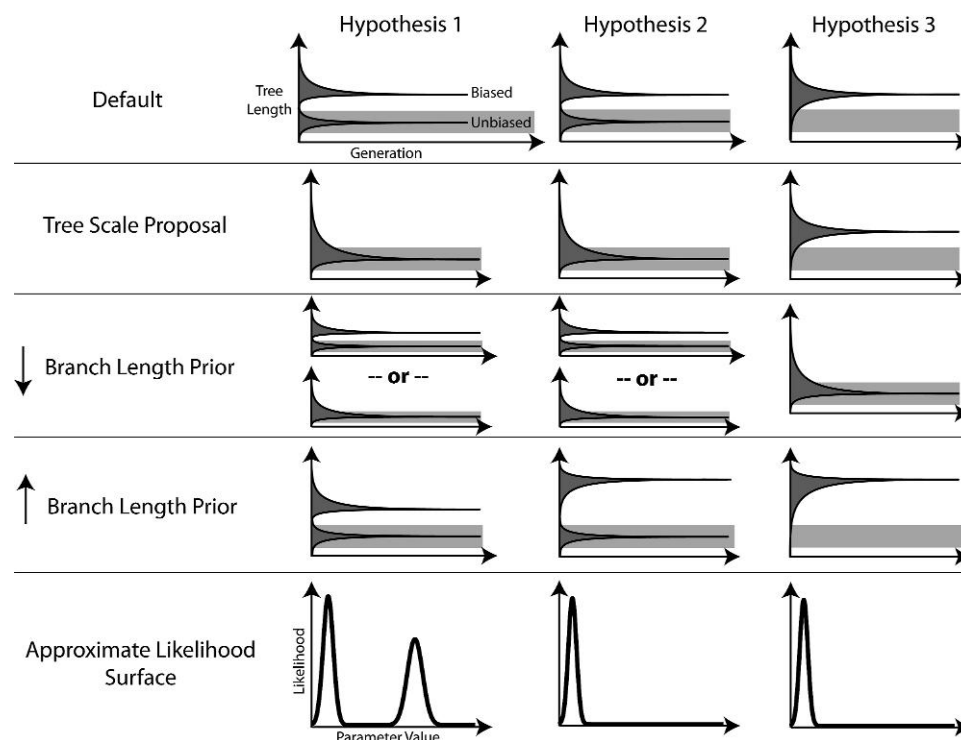 Hypothesis 1
Hypothesis 2
Hypothesis 3
Default
Tree
Length
Biased
Unbiased
Generation
Tree Scale Proposal
Branch Length Prior
-- or --
-- or --
Branch Length Prior
Approximate Likelihood
Surface
Likelihood
Parameter Value